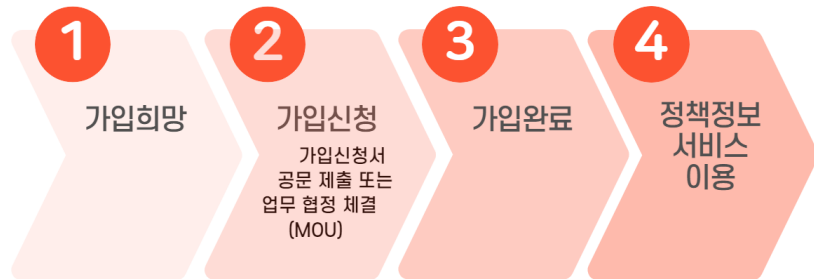 1
가입희망
2
가입신청
가입신청서
공문 제출 또는
업무 협정 체결
(MOU)
3
가입완료
4
정책정보
서비스
이용